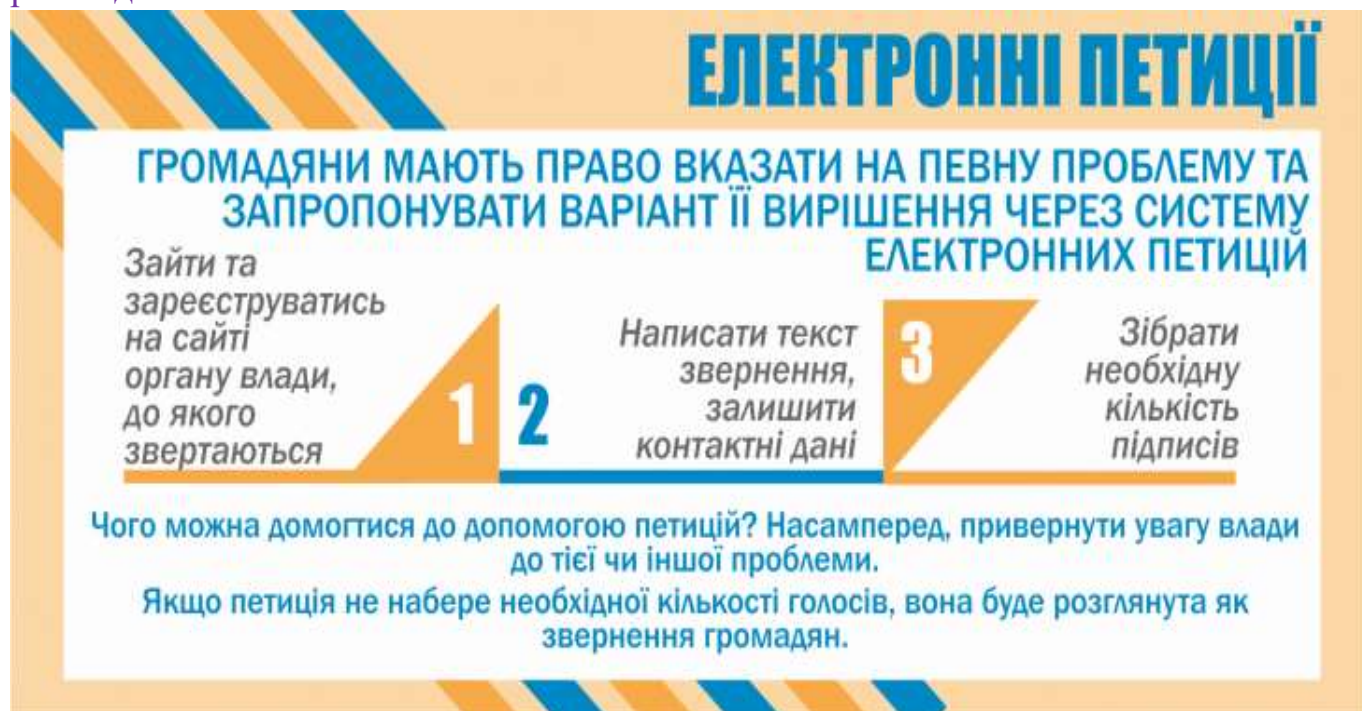 ЕЛЕКТРОННІ ПЕТИЦІЇ
ГРОМАДЯНИ МАЮТЬ ПРАВО ВКАЗАТИ НА ПЕВНУ ПРОБЛЕМУ ТА
ЗАПРОПОНУВАТИ ВАРІАНТ ЇЇ ВИРІШЕННЯ ЧЕРЕЗ СИСТЕМУ
ЕЛЕКТРОННИХ ПЕТИЦІЙ
Зайти та
зареєструватись
на сайті
органу влади,
до якого
звертаються
1
2
Написати текст
звернення,
залишити
контактні дані
3
Зібрати
необхідну
кількість
підписів
Чого можна домогтися до допомогою петицій? Насамперед, привернути увагу влади
до тієї чи іншої проблеми.
Якщо петиція не набере необхідної кількості голосів, вона буде розглянута як
звернення громадян.